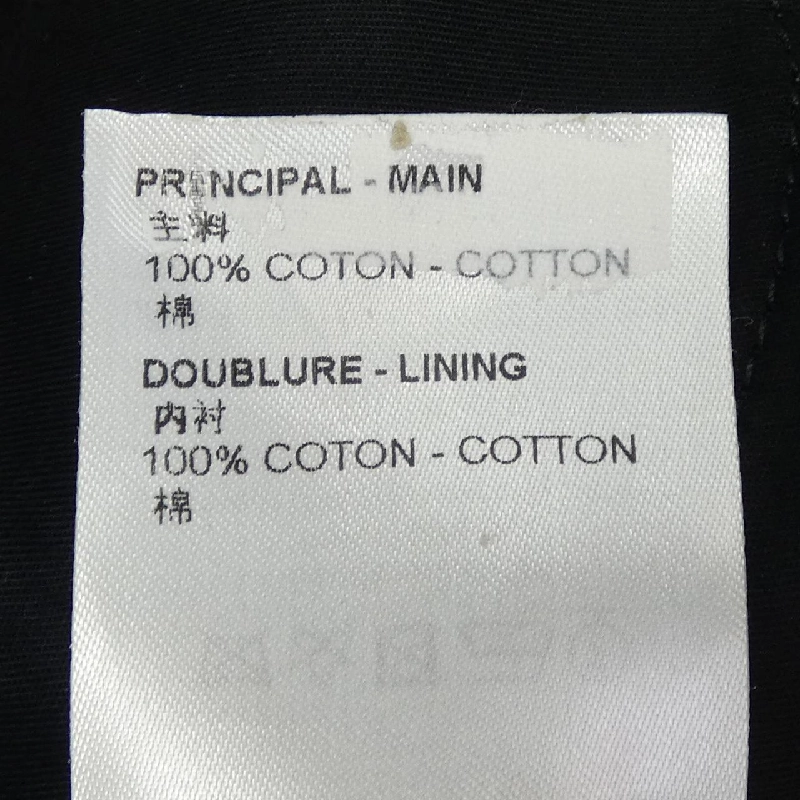 PRINCIPAL - MAIN
主料
100% COTON - COTTON
棉
DOUBLURE - LINING
内衬
100% COTON - COTTON
棉